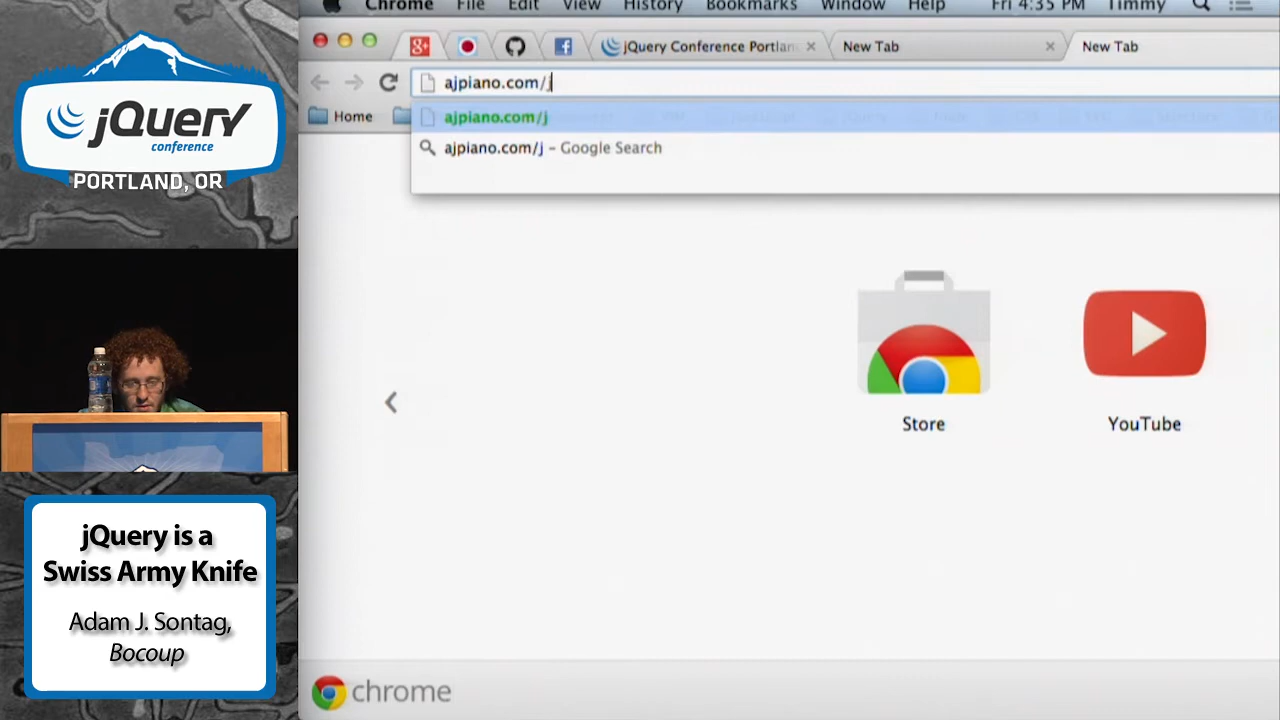 jQuery
conference
PORTLAND, OR
jQuery is a
Swiss Army Knife
Adam J. Sontag,
Bocoup
Chrome File Edit View History Bookmarks Window Help Fri 4:35 PM Timmy
jQuery Conference Portlan
New Tab
New Tab
ajpiano.com/j
Home
ajpiano.com/j
ajpiano.com/j – Google Search
Store
YouTube
chrome